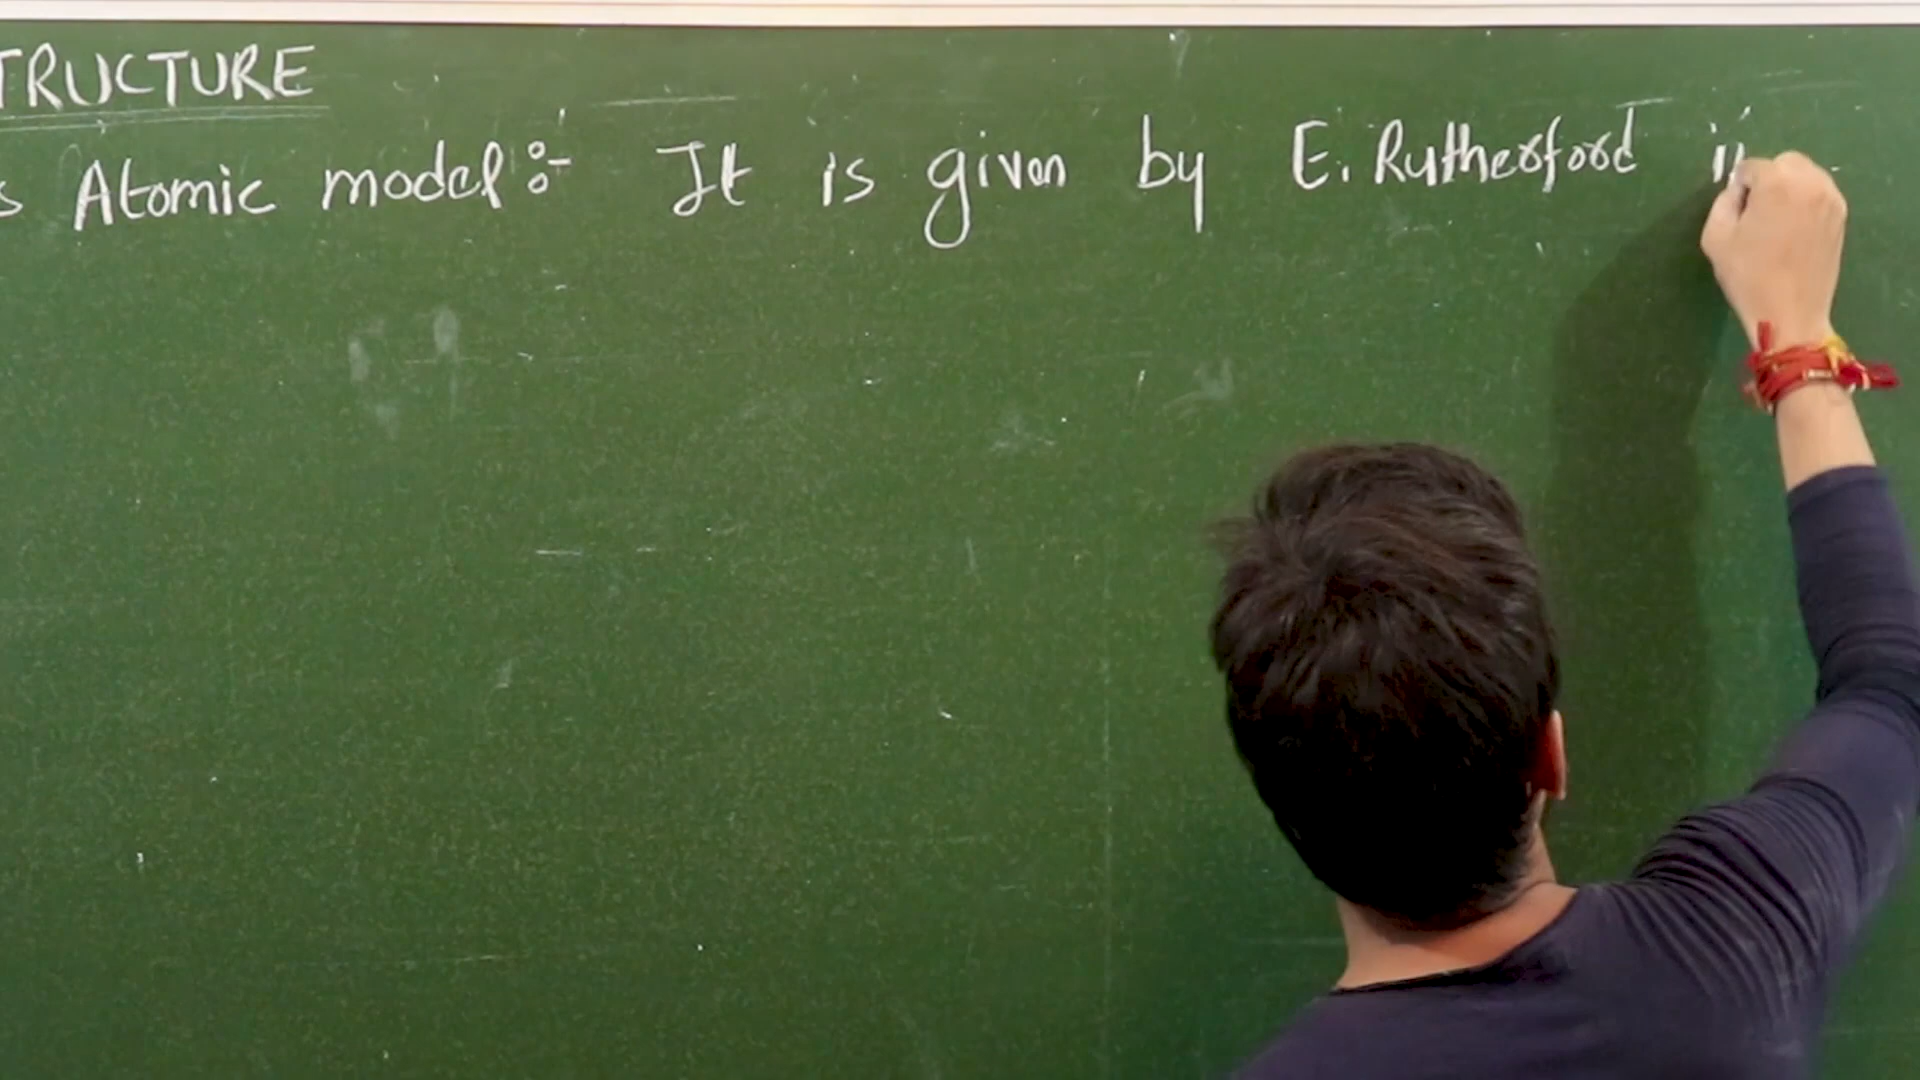 TRUCTURE
s Atomic model :- It is given by E. Rutherford